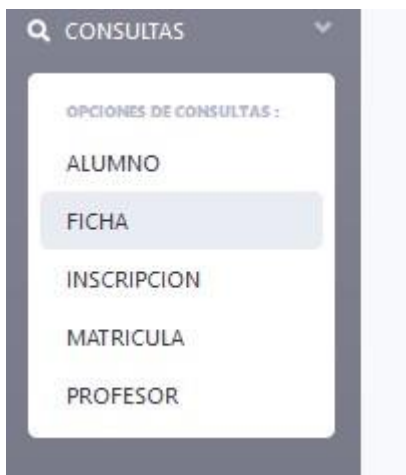 CONSULTAS
OPCIONES DE CONSULTAS :
ALUMNO
FICHA
INSCRIPCION
MATRICULA
PROFESOR